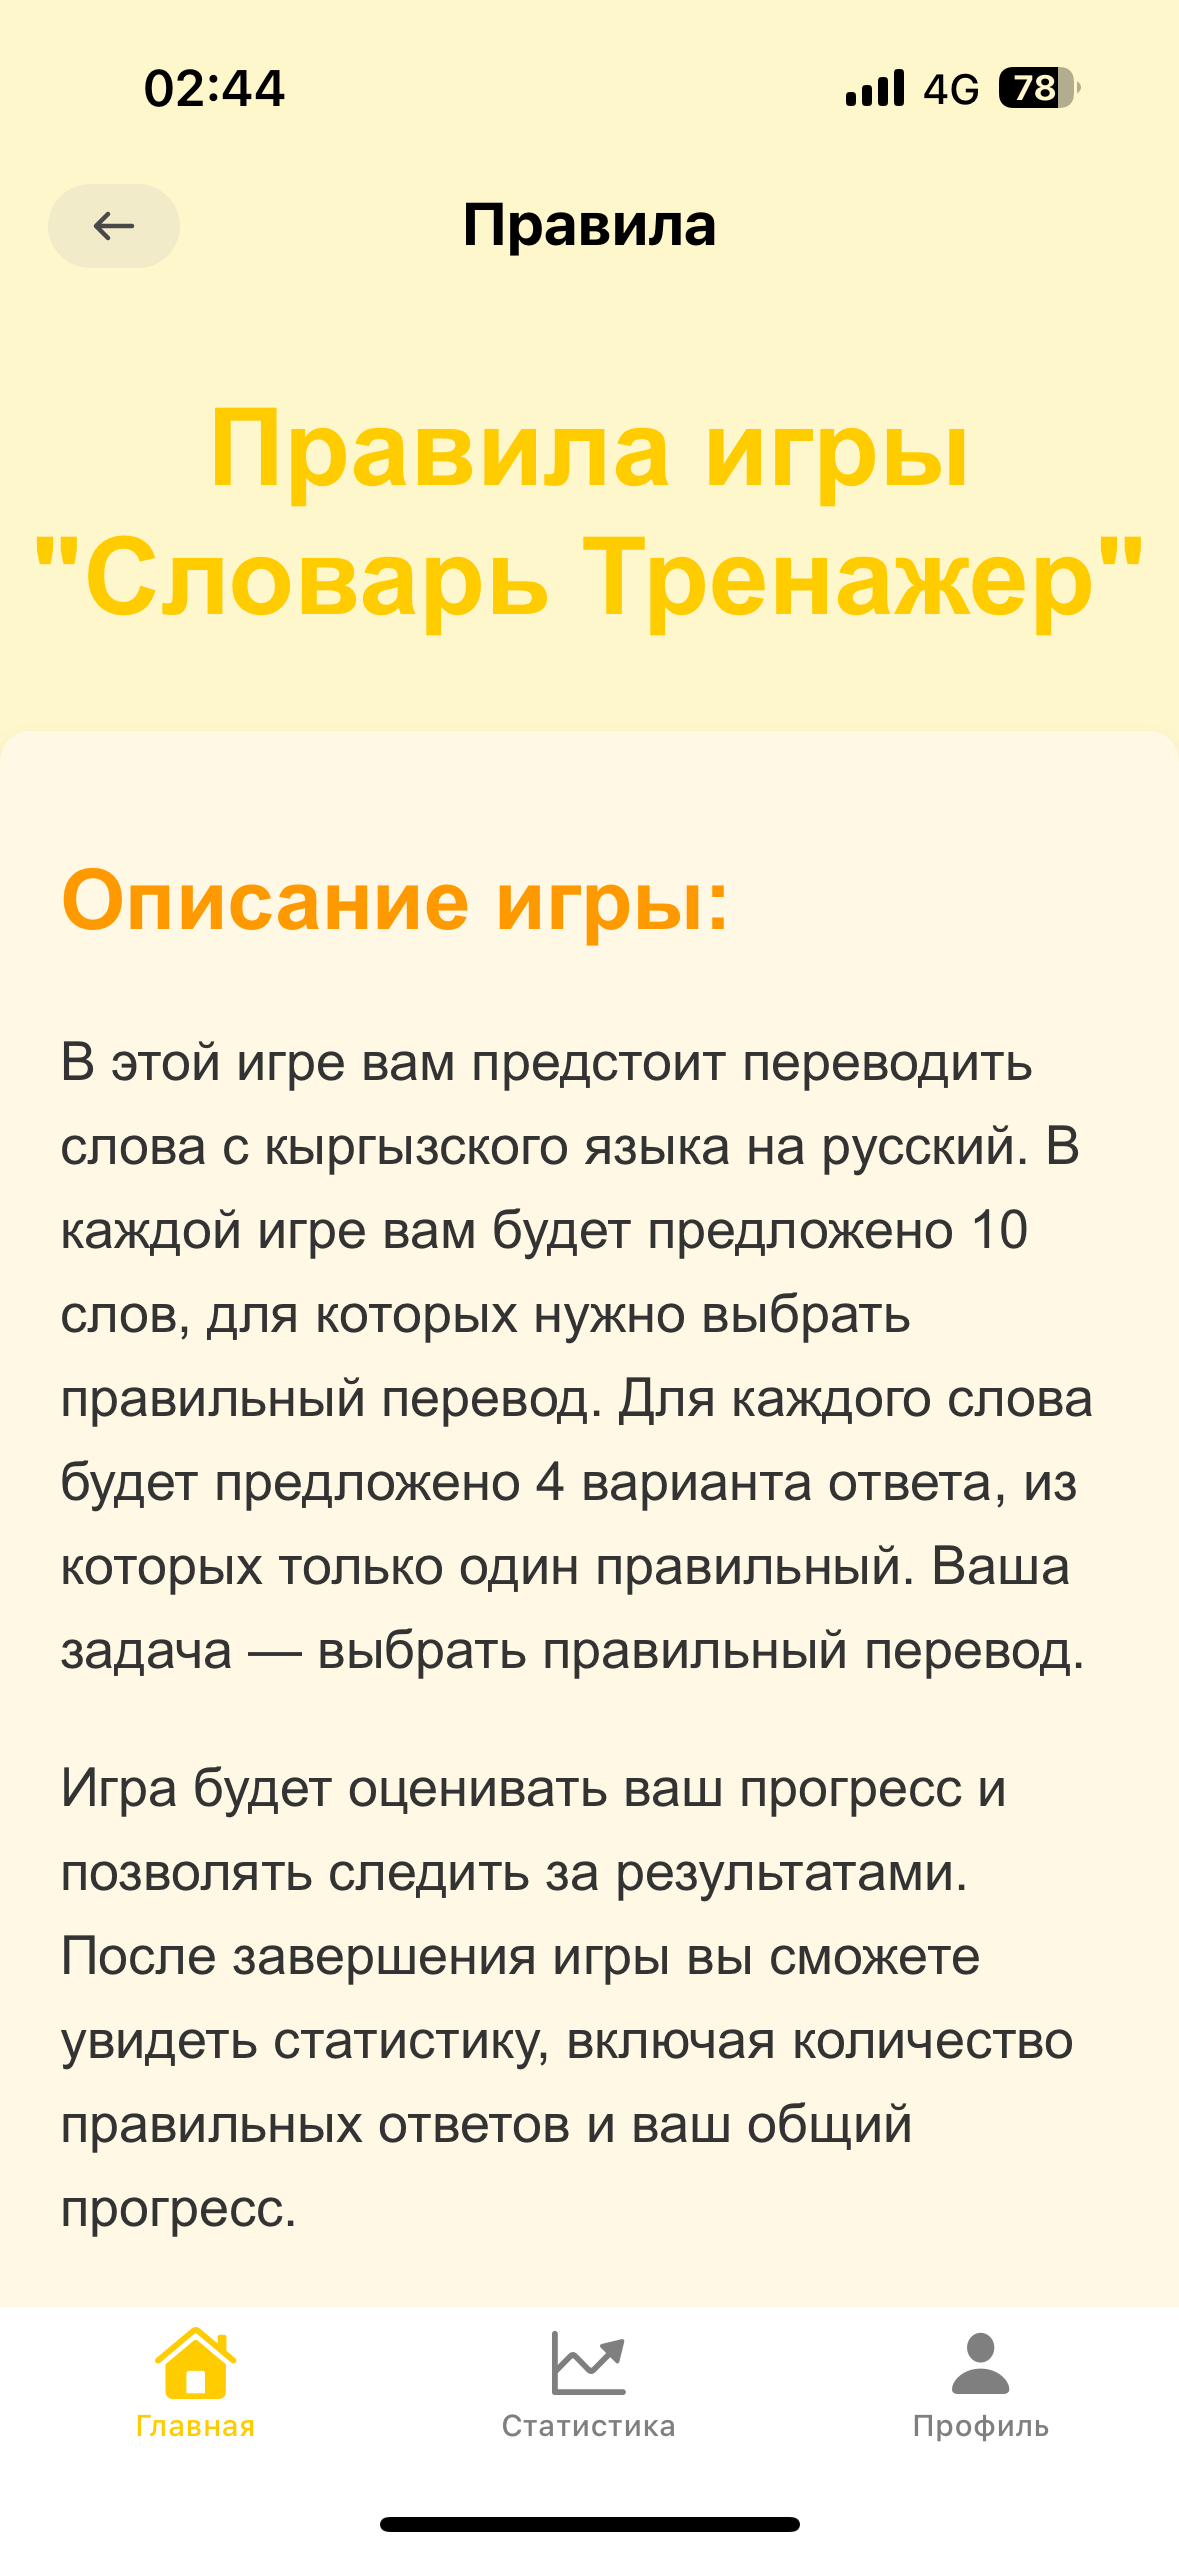 02:44
4G
78
Правила
Правила игры
"Словарь Тренажер"
Описание игры:
В этой игре вам предстоит переводить
слова с кыргызского языка на русский. В
каждой игре вам будет предложено 10
слов, для которых нужно выбрать
правильный перевод. Для каждого слова
будет предложено 4 варианта ответа, из
которых только один правильный. Ваша
задача — выбрать правильный перевод.
Игра будет оценивать ваш прогресс и
позволять следить за результатами.
После завершения игры вы сможете
увидеть статистику, включая количество
правильных ответов и ваш общий
прогресс.
Главная
Статистика
Профиль